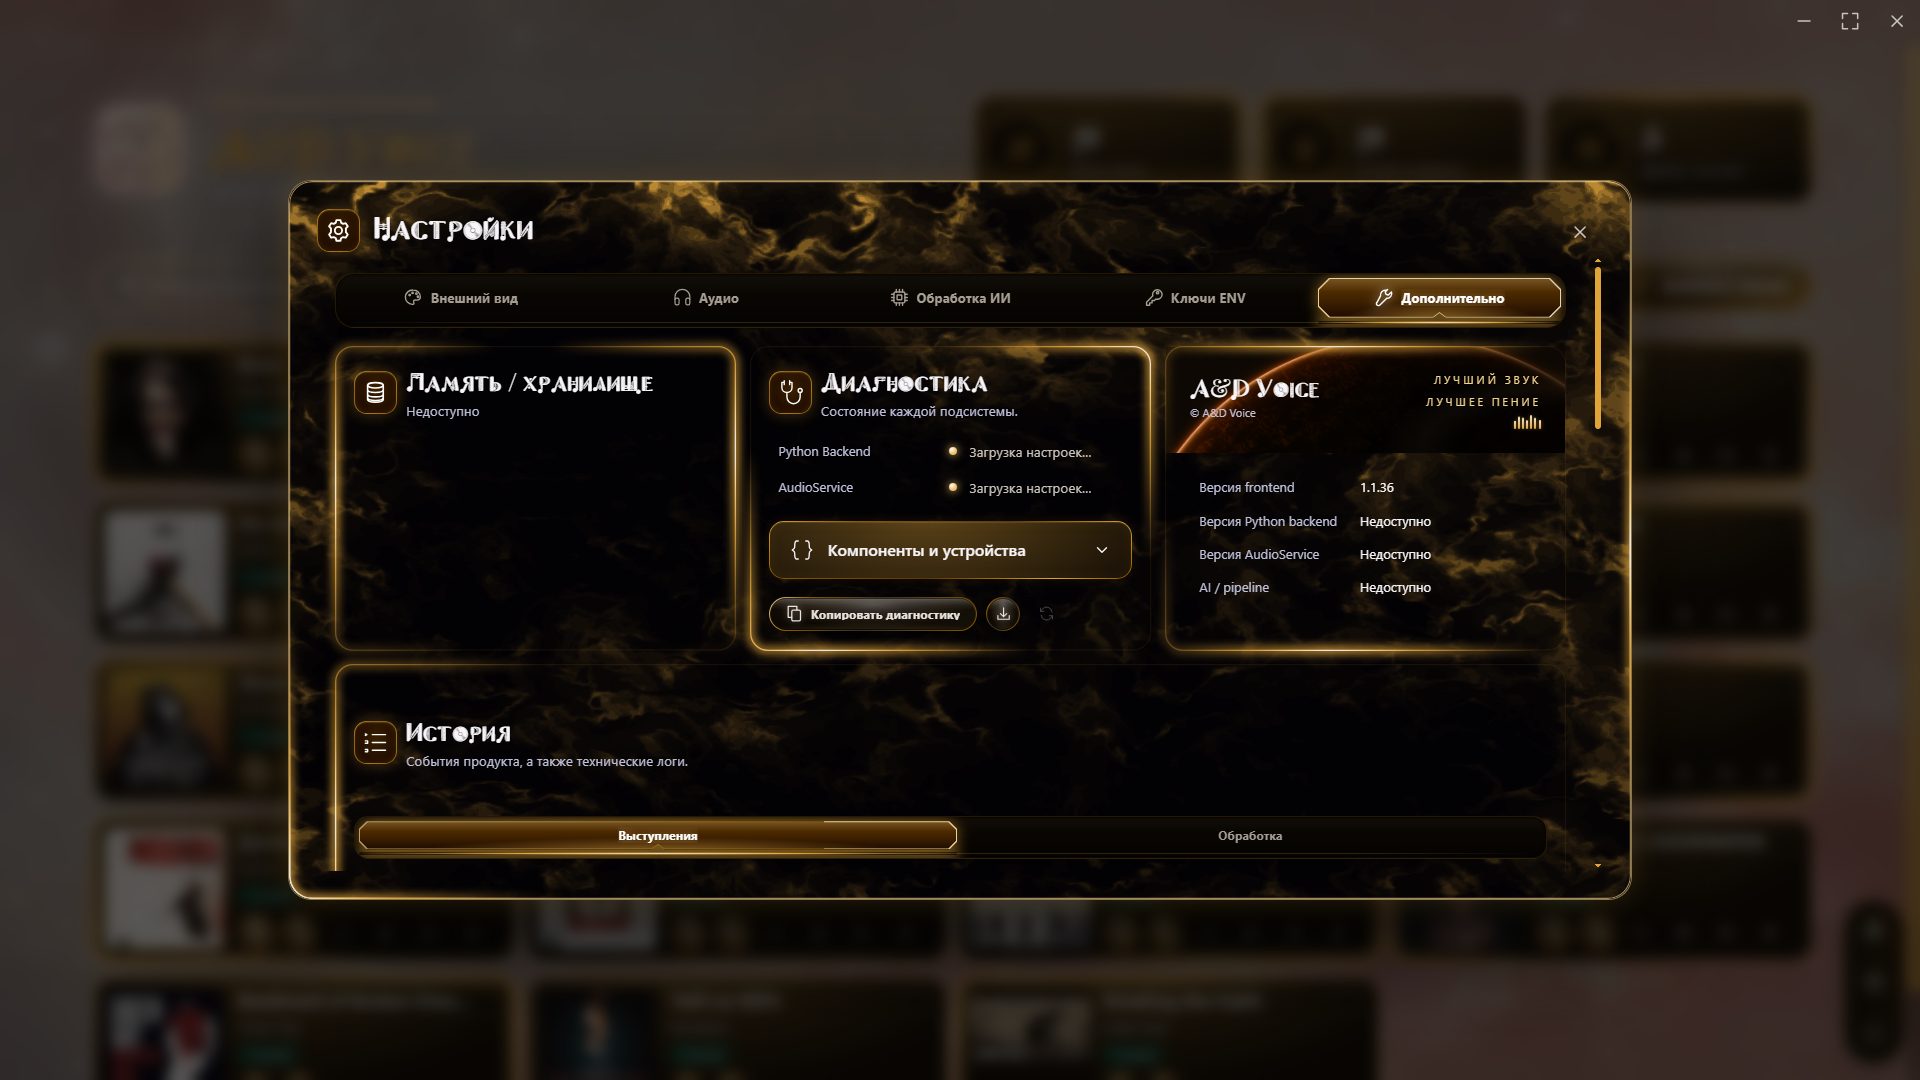 Настройки
Внешний вид
Аудио
Обработка ИИ
Ключи ENV
Дополнительно
Память / хранилище
Недоступно
Диагностика
Состояние каждой подсистемы.
Python Backend
Загрузка настроек...
AudioService
Загрузка настроек...
Компоненты и устройства
Копировать диагностику
A&D Voice
© A&D Voice
ЛУЧШИЙ ЗВУК
ЛУЧШЕЕ ПЕНИЕ
Версия frontend
1.1.36
Версия Python backend
Недоступно
Версия AudioService
Недоступно
AI / pipeline
Недоступно
История
События продукта, а также технические логи.
Выступления
Обработка